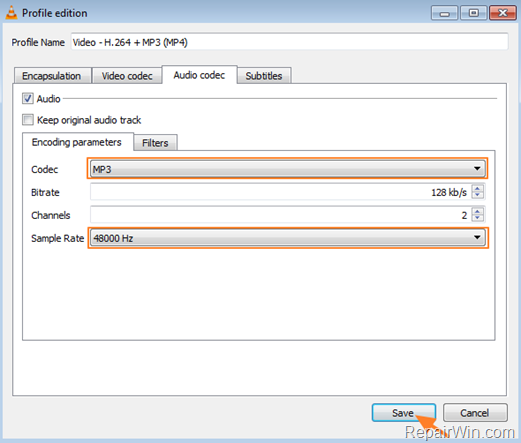 Profile edition
Profile Name Video - H.264 + MP3 (MP4)
Encapsulation Video codec Audio codec Subtitles
Audio
Keep original audio track
Encoding parameters Filters
Codec MP3
Bitrate 128 kb/s
Channels 2
Sample Rate 48000 Hz
Save Cancel
RepairWin.com